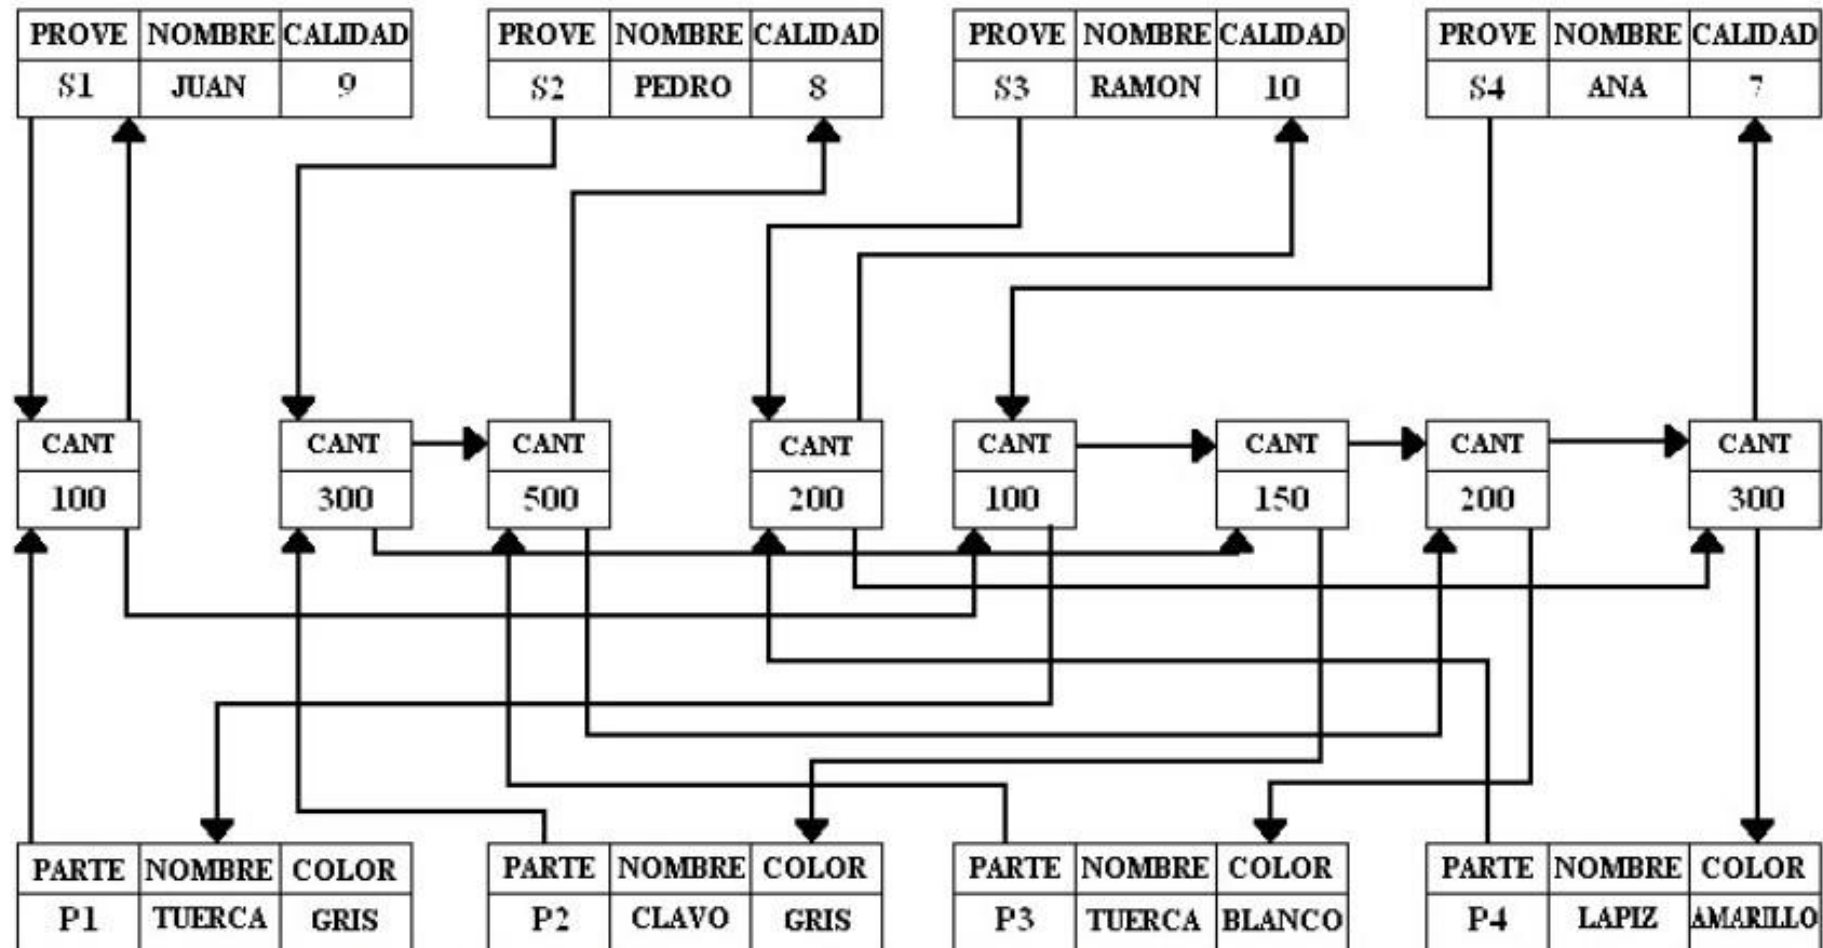 PROVE NOMBRE CALIDAD PROVE NOMBRE CALIDAD PROVE NOMBRE CALIDAD PROVE NOMBRE CALIDAD
S1 JUAN 9 S2 PEDRO 8 S3 RAMON 10 S4 ANA 7
CANT CANT CANT CANT CANT CANT CANT CANT
100 300 500 200 100 150 200 300
PARTE NOMBRE COLOR PARTE NOMBRE COLOR PARTE NOMBRE COLOR PARTE NOMBRE COLOR
P1 TUERCA GRIS P2 CLAVO GRIS P3 TUERCA BLANCO P4 LAPIZ AMARILLO